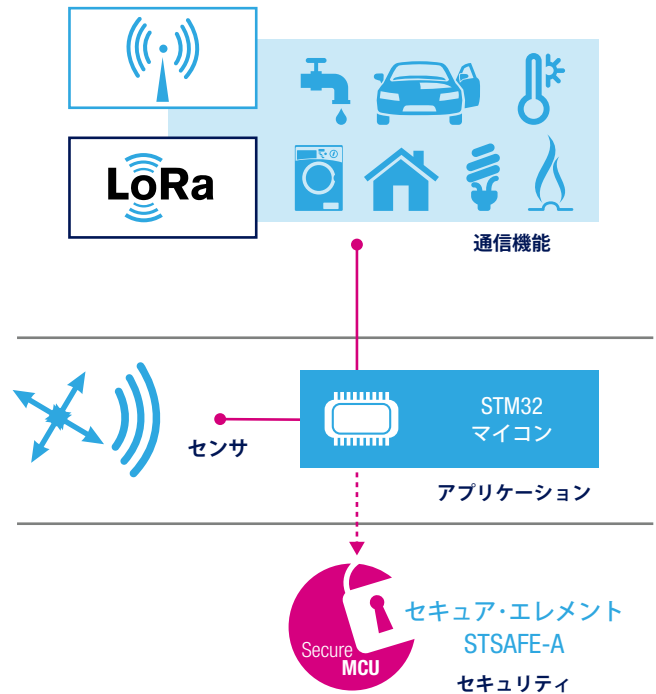 LoRa
通信機能
センサ
STM32
マイコン
アプリケーション
Secure
MCU
セキュア・エレメント
STSAFE-A
セキュリティ